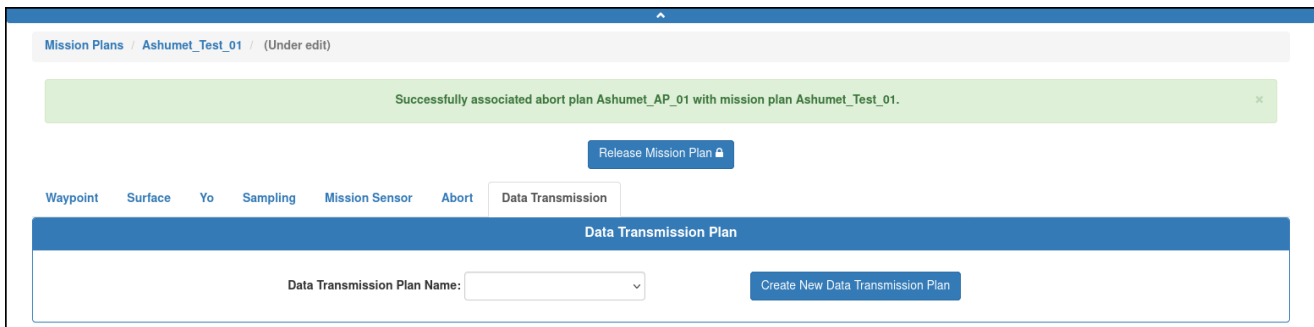 Mission Plans / Ashumet_Test_01 / (Under edit)
Successfully associated abort plan Ashumet_AP_01 with mission plan Ashumet_Test_01. ×
Release Mission Plan
Waypoint Surface Yo Sampling Mission Sensor Abort Data Transmission
Data Transmission Plan
Data Transmission Plan Name: Create New Data Transmission Plan